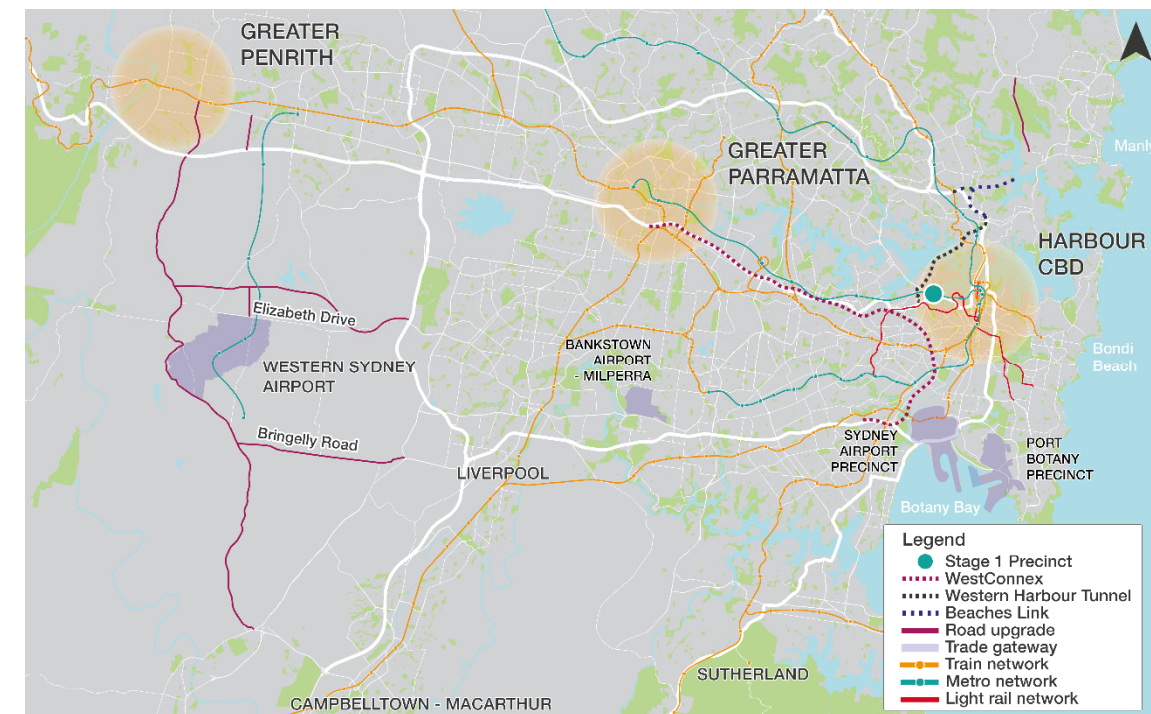 GREATER
PENRITH
GREATER
PARRAMATTA
Manly
HARBOUR
CBD
Elizabeth Drive
WESTERN SYDNEY
AIRPORT
BANKSTOWN
AIRPORT
- MILPERRA
Bondi
Beach
Bringelly Road
LIVERPOOL
SYDNEY
AIRPORT
PRECINCT
PORT
BOTANY
PRECINCT
Botany Bay
SUTHERLAND
CAMPBELLTOWN - MACARTHUR
Legend
Stage 1 Precinct
WestConnex
Western Harbour Tunnel
Beaches Link
Road upgrade
Trade gateway
Train network
Metro network
Light rail network